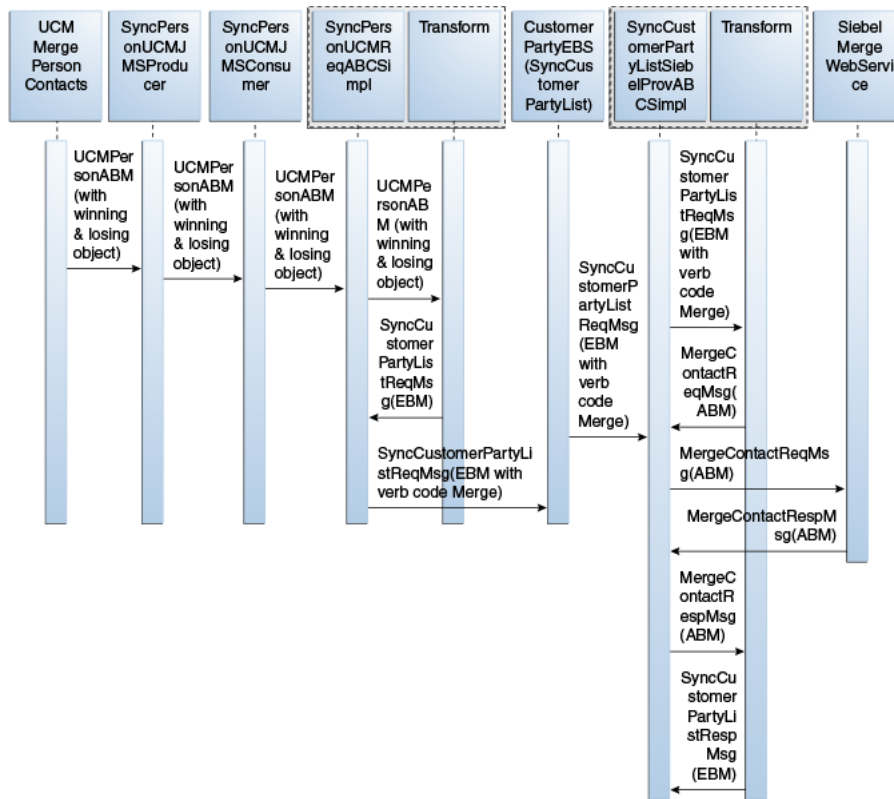 UCM
Merge
Person
Contacts
SyncPers
onUCMJ
MSProdu
cer
SyncPers
onUCMJ
MSConsu
mer
SyncPers
onUCMR
eqABCSi
mpl
Transform
Customer
PartyEBS
(SyncCus
tomer
PartyList)
SyncCust
omerPart
yListSieb
elProvAB
CSimpl
Transform
Siebel
Merge
WebServi
ce
UCMPer
sonABM
(with
winning
& losing
object)
UCMPer
sonABM
(with
winning
& losing
object)
UCMPer
sonABM
(with
winning
& losing
object)
UCMPe
rsonAB
M (with
winning
& losing
object)
SyncCu
stomer
PartyLi
stReqMs
g(EBM)
SyncCustomerPartyLi
stReqMsg(EBM with
verb code Merge)
SyncCu
stomerP
artyList
ReqMsg
(EBM
with
verb
code
Merge)
SyncCu
stomer
PartyLis
tReqMs
g(EBM
with
verb
code
Merge)
MergeC
ontactR
eqMsg(
ABM)
MergeContactReqMs
g(ABM)
MergeContactRespM
sg(ABM)
MergeC
ontactR
espMsg
(ABM)
SyncCu
stomer
PartyLi
stResp
Msg
(EBM)